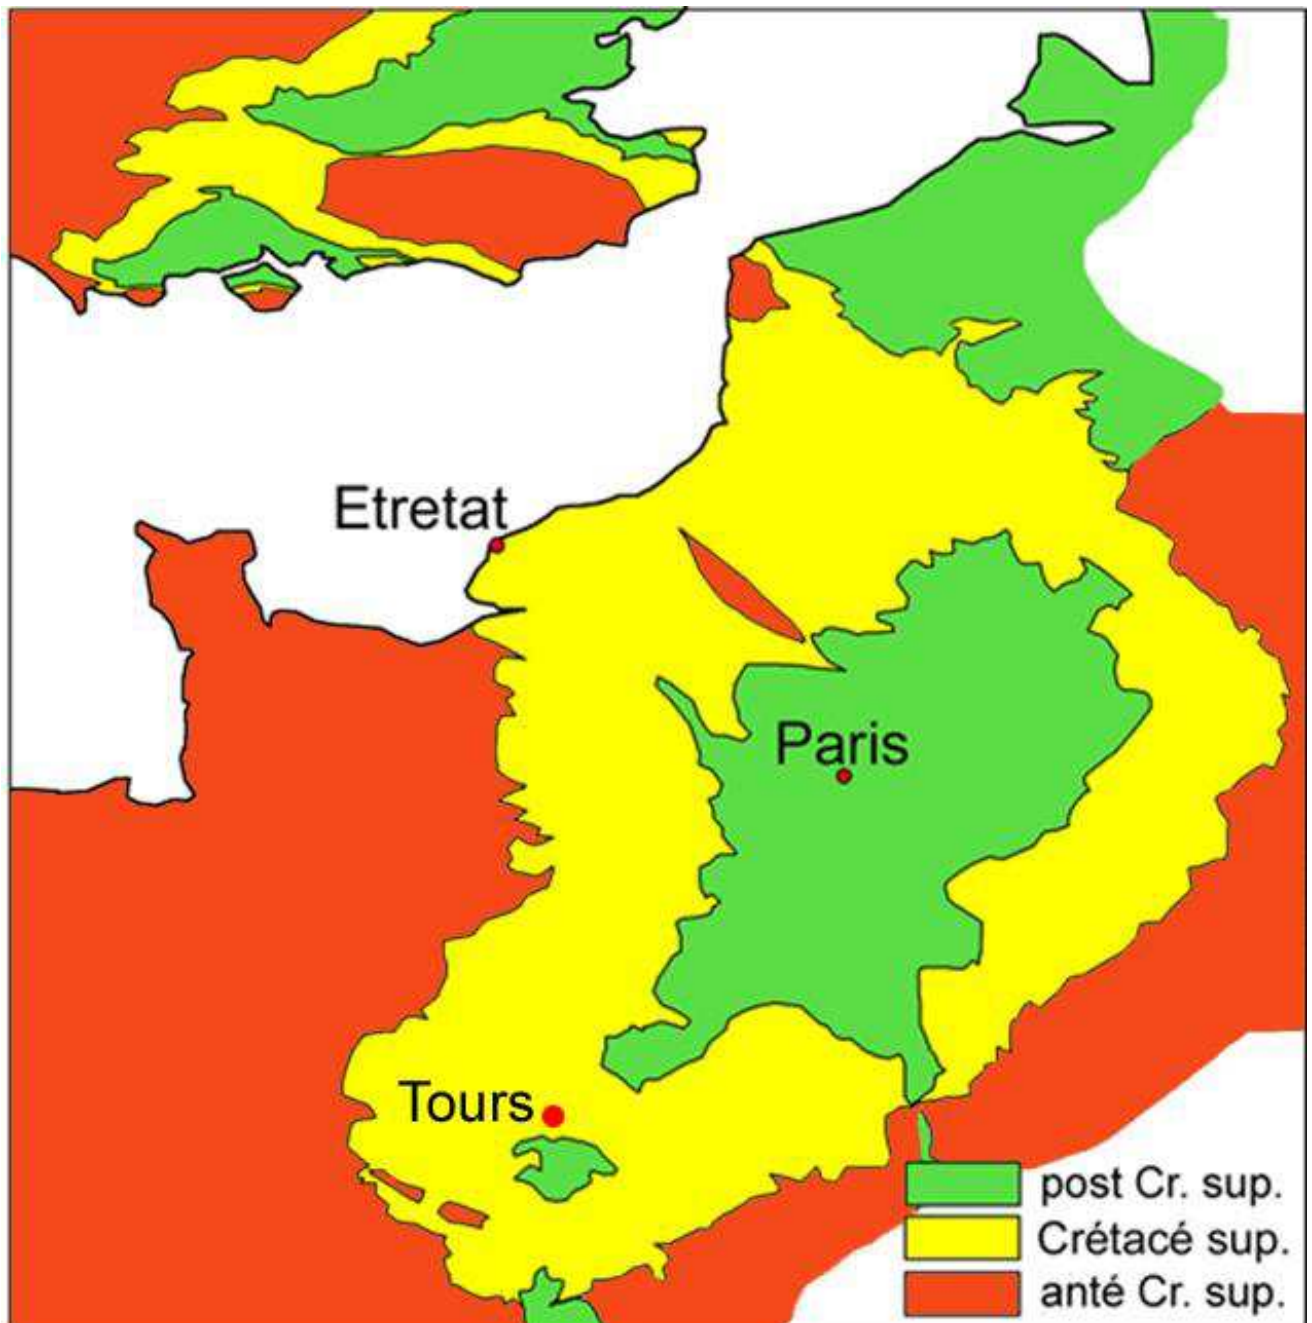 Etretat
Paris
Tours
post Cr. sup.
Crétacé sup.
anté Cr. sup.